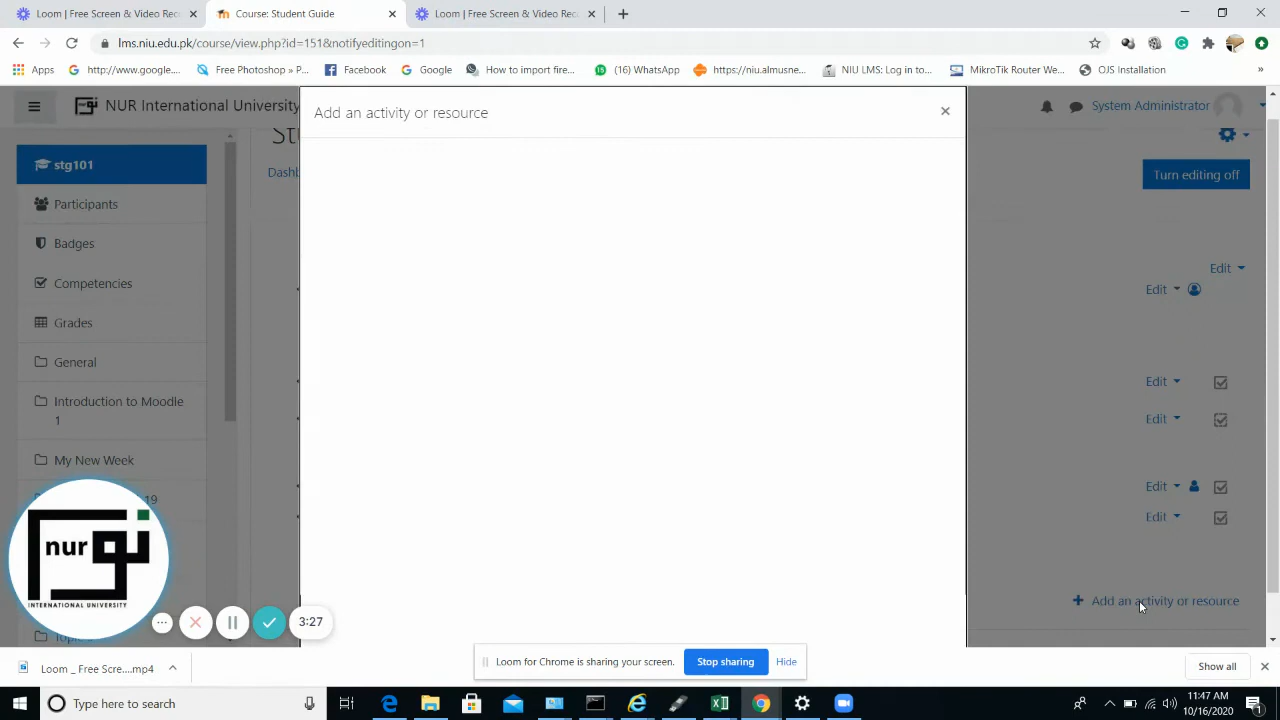 Loom | Free Screen & Video Rec
Course: Student Guide
Loom | Free Screen & Video Rec
lms.niu.edu.pk/course/view.php?id=151&notifyeditingon=1
Apps
http://www.google....
Free Photoshop » P...
Facebook
Google
How to import fire...
(16) WhatsApp
https://niu.almusne...
NIU LMS: Log in to...
MikroTik Router We...
OJS Installation
»
NUR International University
Add an activity or resource
System Administrator
stg101
Dashb
Turn editing off
Participants
Badges
Competencies
Grades
General
Introduction to Moodle
1
My New Week
19
Edit
Edit
Edit
Edit
Edit
Edit
nur
INTERNATIONAL UNIVERSITY
3:27
Add an activity or resource
Loom for Chrome is sharing your screen.
Stop sharing
Hide
Loom _ Free Scre....mp4
Show all
Type here to search
11:47 AM
10/16/2020
1